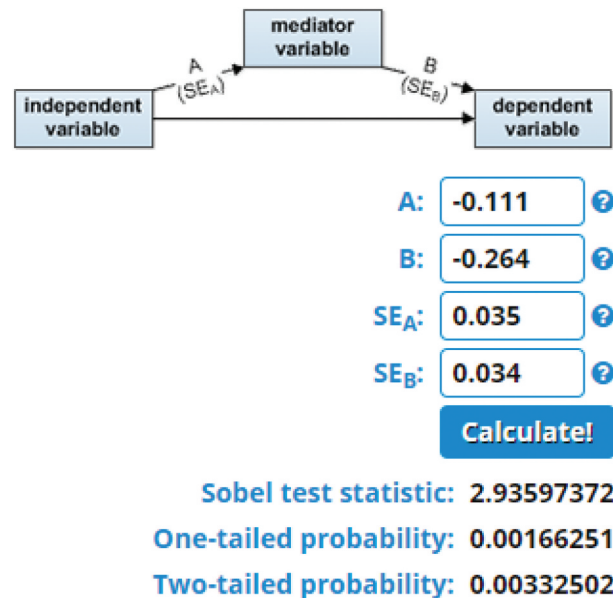 mediator
variable
A
(SEA)
B
(SEB)
independent
variable
dependent
variable
A: -0.111 ?
B: -0.264 ?
SEA: 0.035 ?
SEB: 0.034 ?
Calculate!
Sobel test statistic: 2.93597372
One-tailed probability: 0.00166251
Two-tailed probability: 0.00332502